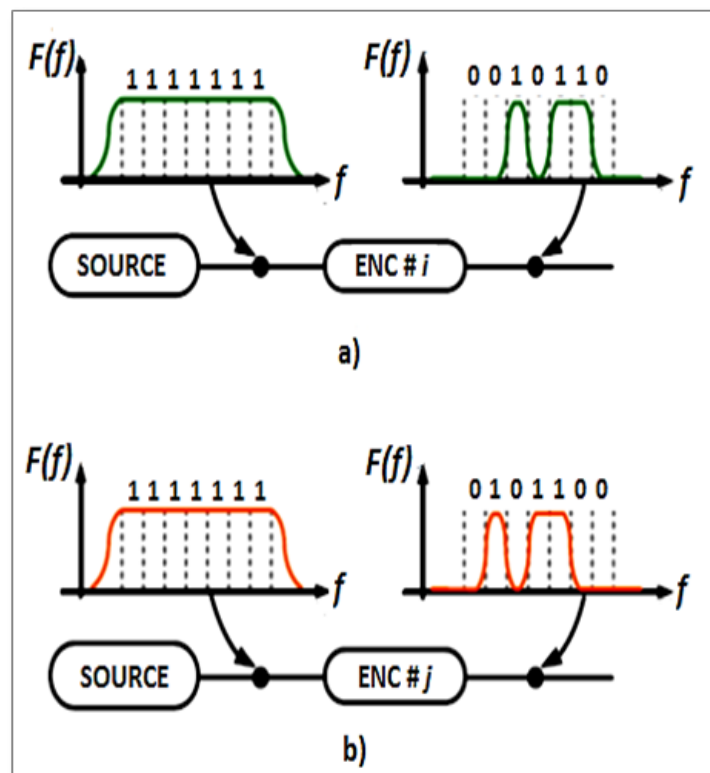 F(f) 1 1 1 1 1 1 1 f
F(f) 0 0 1 0 1 1 0 f
SOURCE ENC # i
a)
F(f) 1 1 1 1 1 1 1 f
F(f) 0 1 0 1 1 0 0 f
SOURCE ENC # j
b)